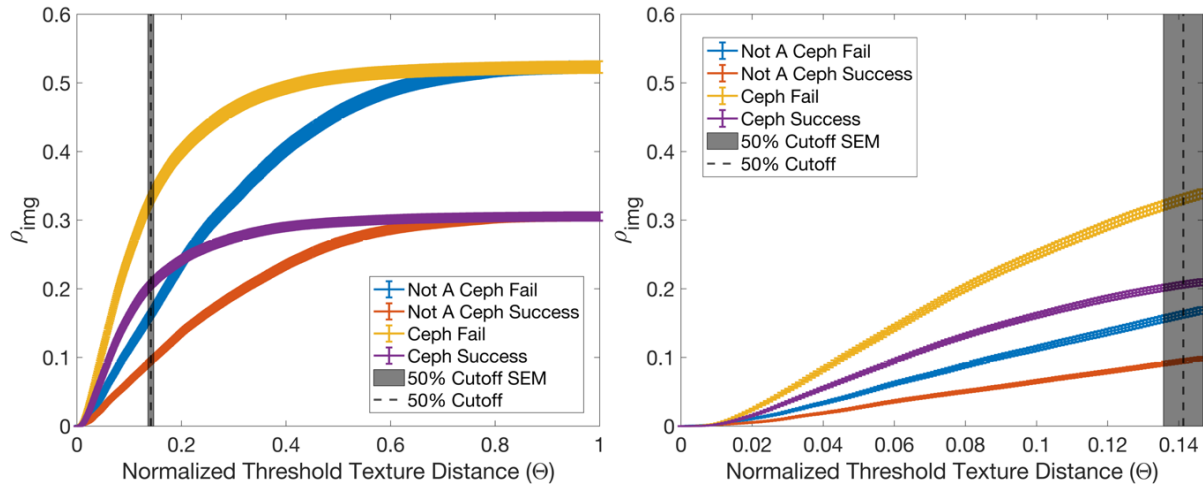 0.6
0.5
0.4
0.3
0.2
0.1
0
ρimg
0 0.2 0.4 0.6 0.8 1
Normalized Threshold Texture Distance (Θ)
Not A Ceph Fail
Not A Ceph Success
Ceph Fail
Ceph Success
50% Cutoff SEM
50% Cutoff
0.6
0.5
0.4
0.3
0.2
0.1
0
ρimg
0 0.02 0.04 0.06 0.08 0.1 0.12 0.14
Normalized Threshold Texture Distance (Θ)
Not A Ceph Fail
Not A Ceph Success
Ceph Fail
Ceph Success
50% Cutoff SEM
50% Cutoff